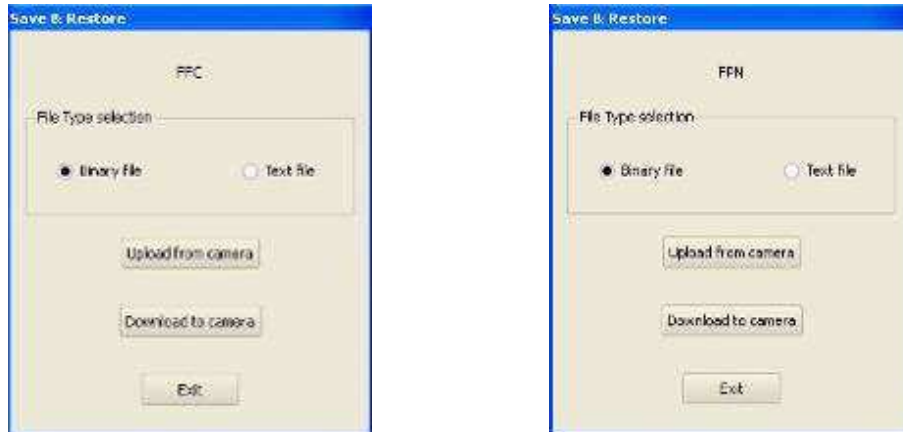 Save & Restore
FFC
File Type selection
Binary file
Text file
Upload from camera
Download to camera
Exit
Save & Restore
FPN
File Type selection
Binary file
Text file
Upload from camera
Download to camera
Exit